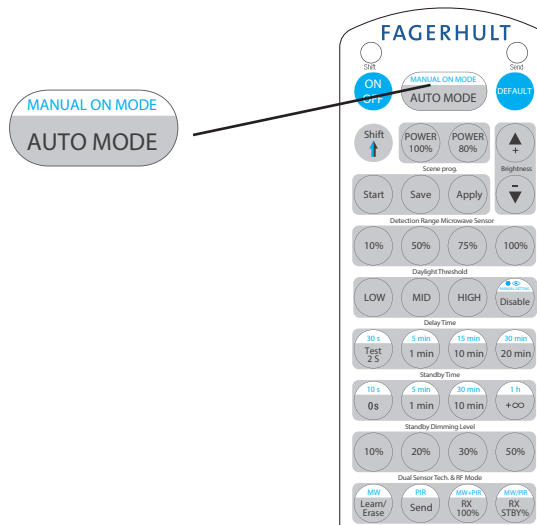 FAGERHULT
Shift
Send
MANUAL ON MODE
AUTO MODE
ON
OFF
MANUAL ON MODE
AUTO MODE
DEFAULT
Shift
POWER
100%
POWER
80%
+
Brightness
Scene prog.
-
Start
Save
Apply
Detection Range Microwave Sensor
10%
50%
75%
100%
Daylight Threshold
LOW
MID
HIGH
MANUAL SETTING
Disable
Delay Time
30 s
Test
2 S
5 min
1 min
15 min
10 min
30 min
20 min
Standby Time
10 s
0s
5 min
1 min
30 min
10 min
1 h
+∞
Standby Dimming Level
10%
20%
30%
50%
Dual Sensor Tech. & RF Mode
MW
Learn/
Erase
PIR
Send
MW+PIR
RX
100%
MW/PIR
RX
STBY%